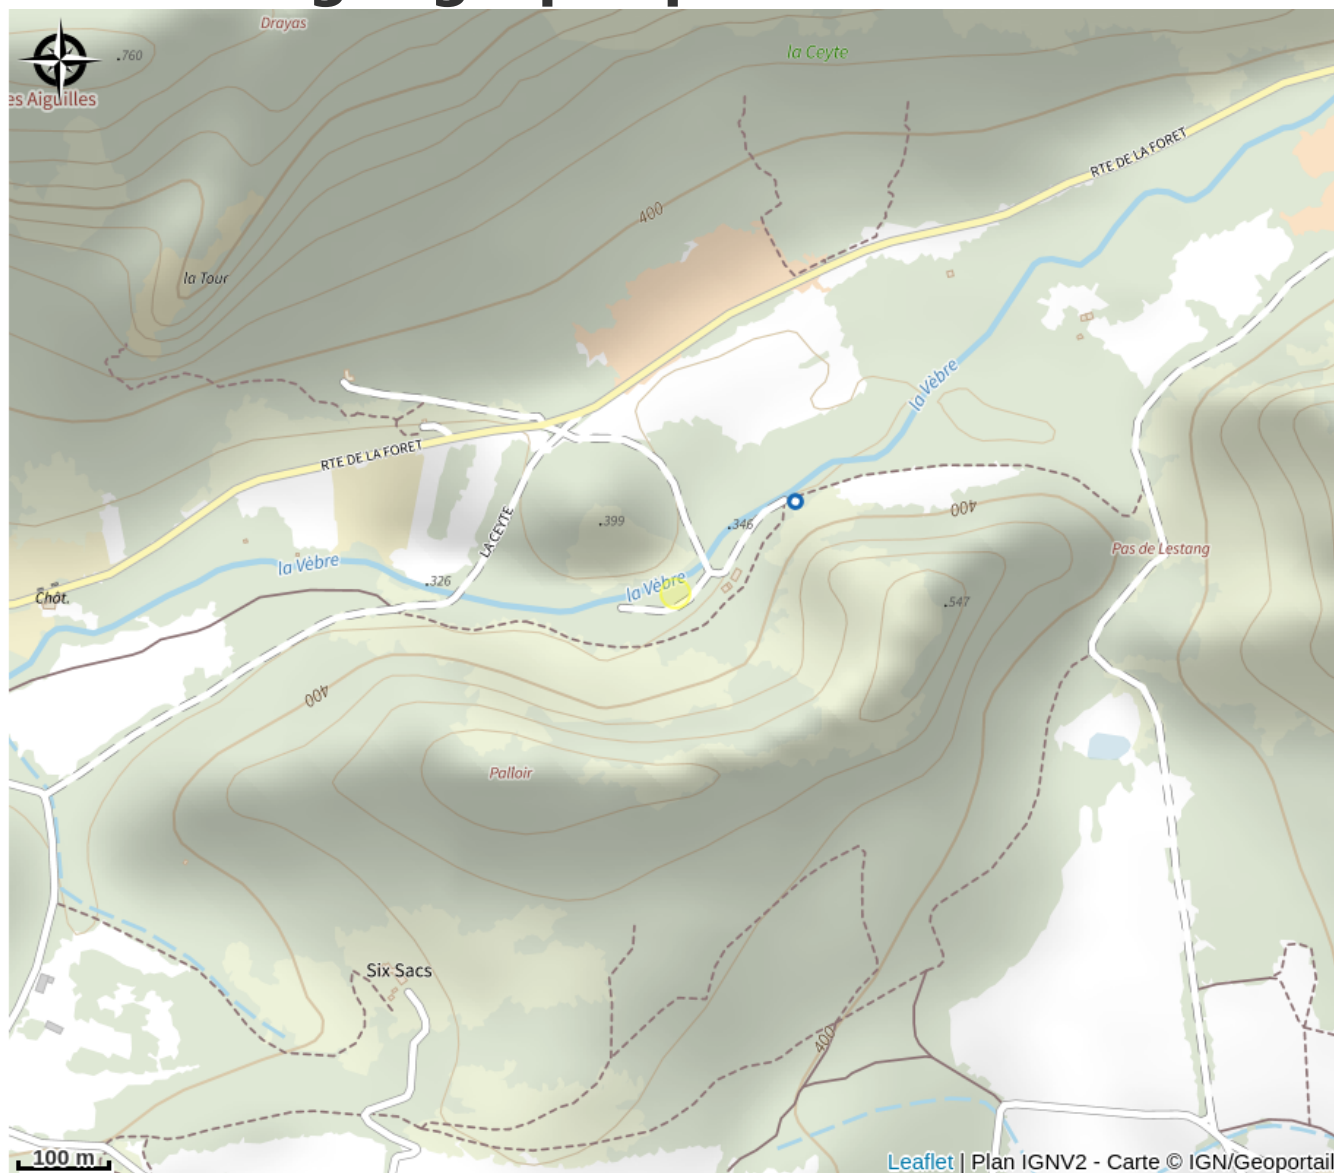 Drayas
.760
la Ceyte
es Aiguilles
RTE DE LA FORET
400
la Tour
la Vèbre
RTE DE LA FORET
LA CEYTE
.399
.346
400
Pas de Lestang
la Vèbre
.326
la Vèbre
Chât.
.547
400
Palloir
Six Sacs
400
100 m
Leaflet | Plan IGNV2 - Carte © IGN/Geoportail